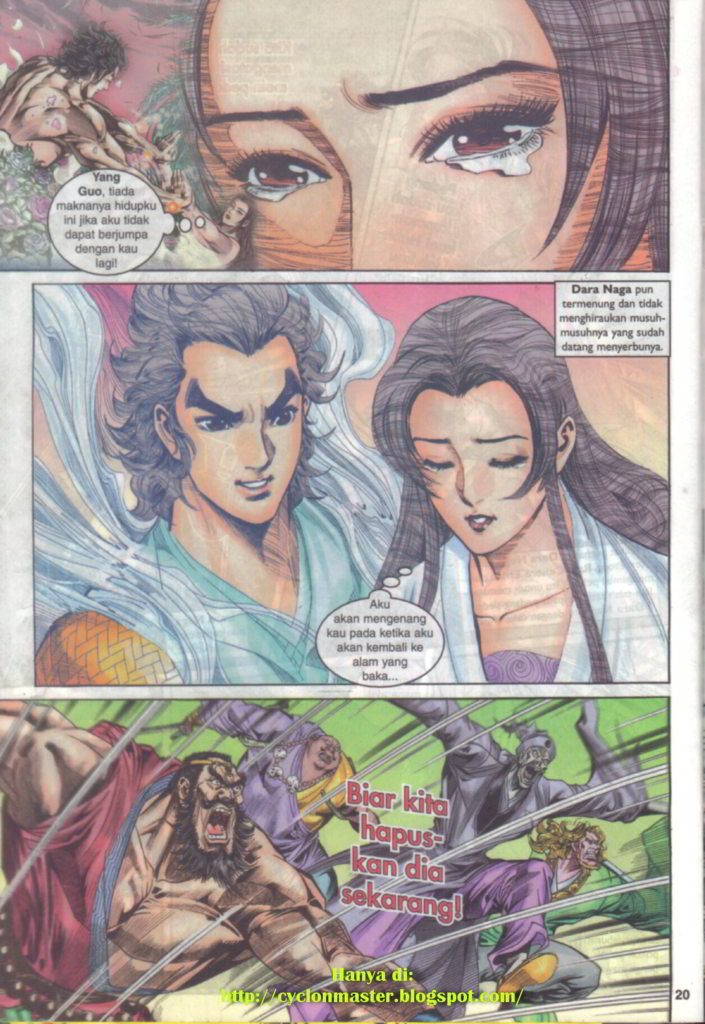 Yang
Guo, tiada
maknanya hidupku
ini jika aku tidak
dapat berjumpa
dengan kau
lagi!
Dara Naga pun
termenung dan tidak
menghiraukan musuh-
musuhnya yang sudah
datang menyerbunya.
Aku
akan mengenang
kau pada ketika aku
akan kembali ke
alam yang
baka...
Biar kita
hapus-
kan dia
sekarang!
Hanya di:
http://cyclonmaster.blogspot.com/
20